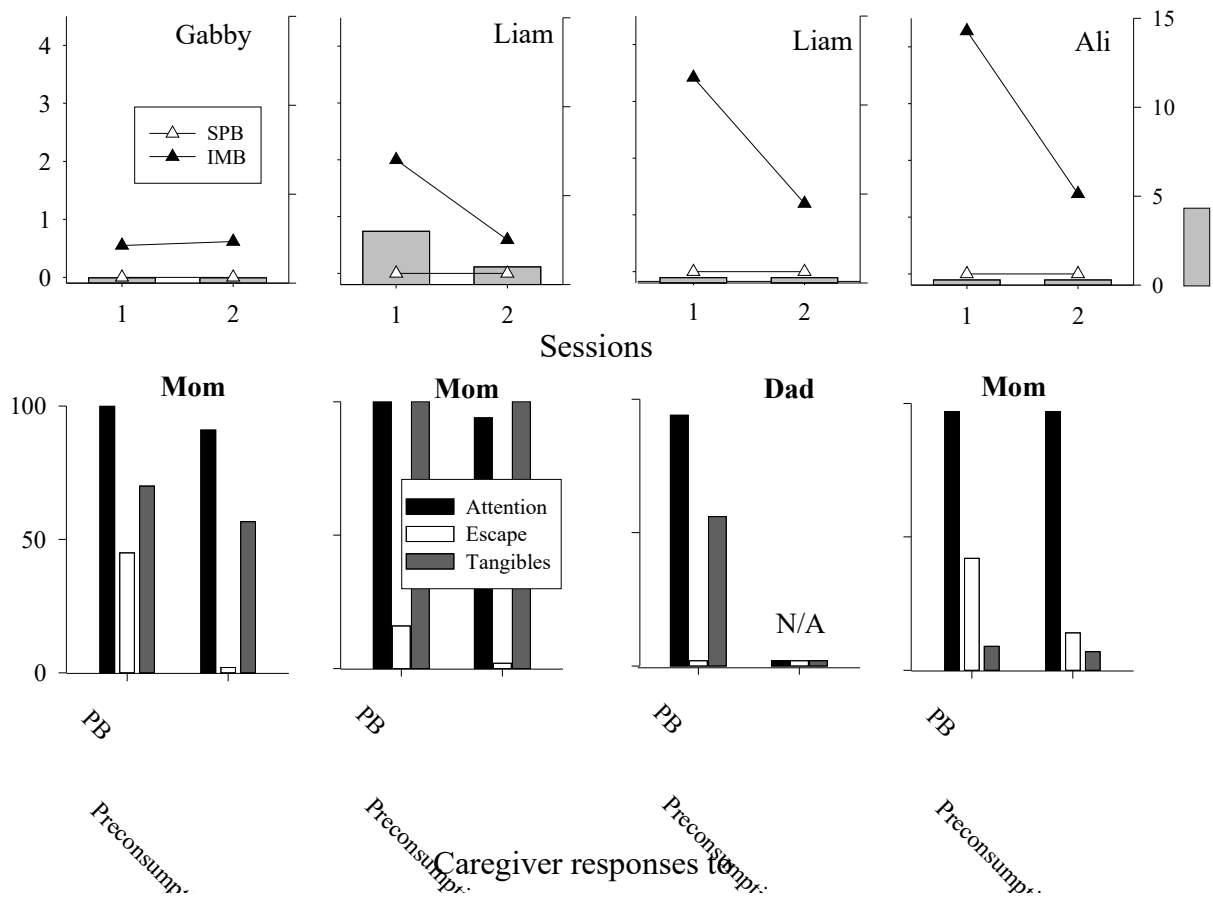 Gabby
Liam
Liam
Ali
4
3
2
1
0
SPB
IMB
15
10
5
0
1 2
1 2
1 2
1 2
Sessions
Mom
Mom
Dad
Mom
100
50
0
Attention
Escape
Tangibles
N/A
PB
PB
PB
PB
Caregiver responses to